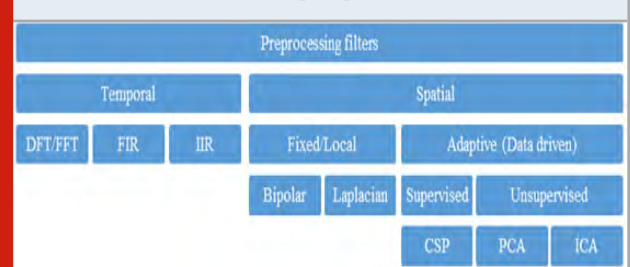 Preprocessing filters
Temporal Spatial
DFT/FFT FIR IIR Fixed/Local Adaptive (Data driven)
Bipolar Laplacian Supervised Unsupervised
CSP PCA ICA